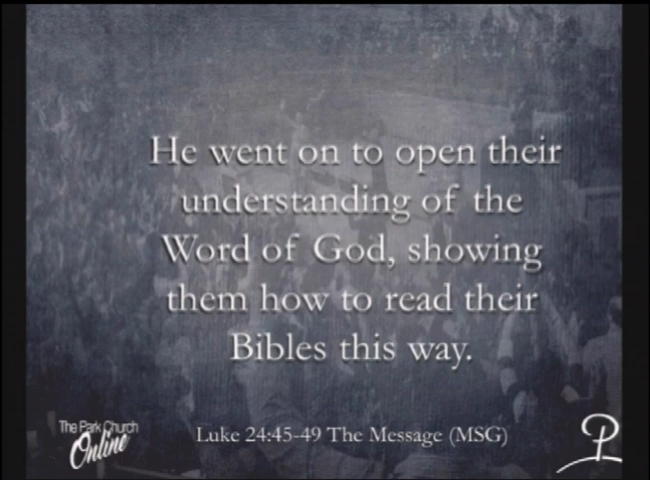 He went on to open their
understanding of the
Word of God, showing
them how to read their
Bibles this way.
The Park Church
Online
Luke 24:45-49 The Message (MSG)